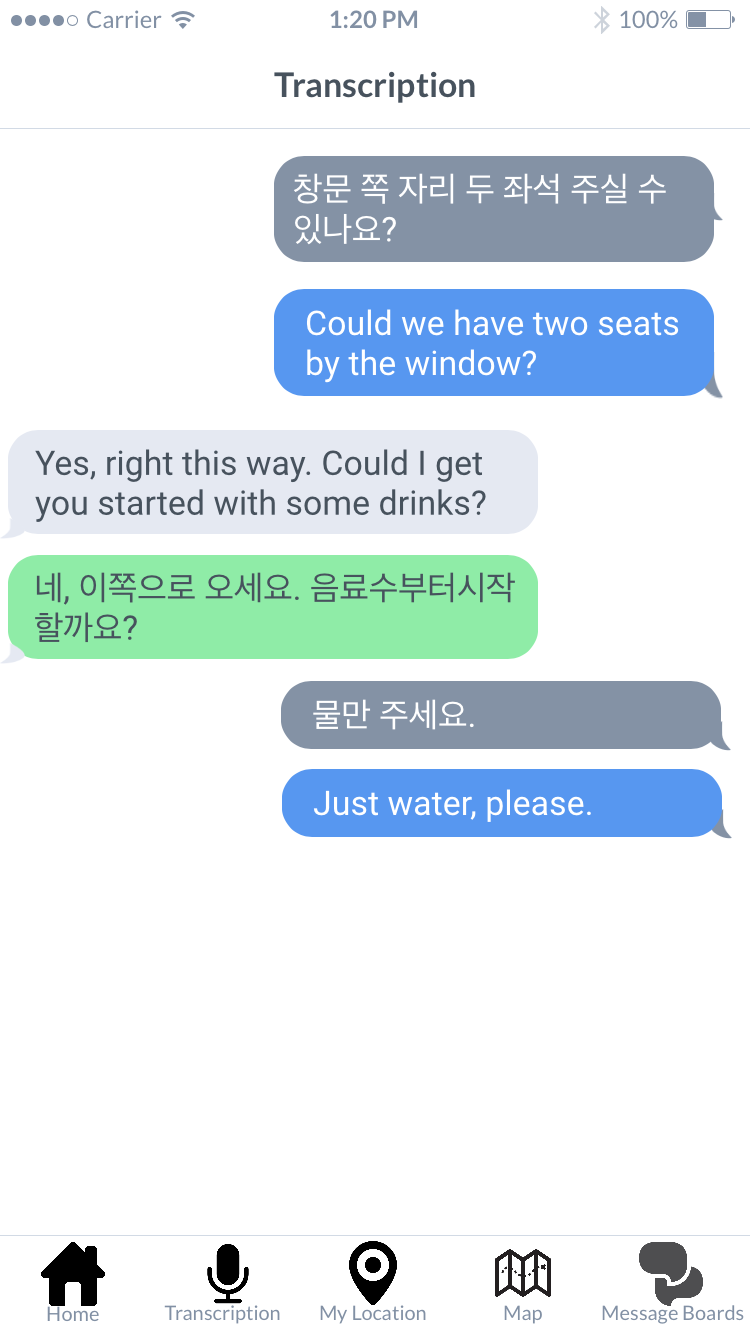 Carrier 1:20 PM 100%
Transcription
창문 쪽 자리 두 좌석 주실 수
있나요?
Could we have two seats
by the window?
Yes, right this way. Could I get
you started with some drinks?
네, 이쪽으로 오세요. 음료수부터시작
할까요?
물만 주세요.
Just water, please.
Home Transcription My Location Map Message Boards